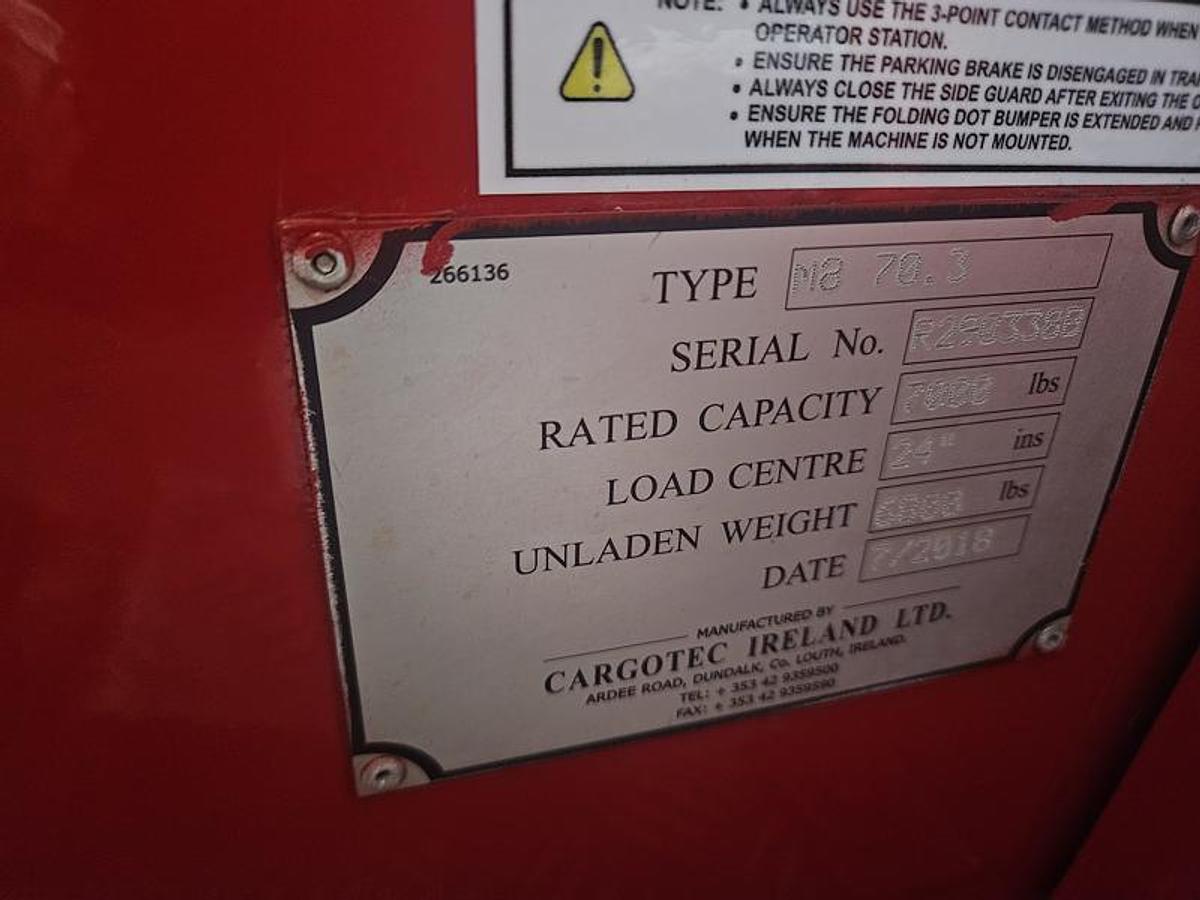 NOTE: • ALWAYS USE THE 3-POINT CONTACT METHOD WHEN
OPERATOR STATION.
• ENSURE THE PARKING BRAKE IS DISENGAGED IN
• ALWAYS CLOSE THE SIDE GUARD AFTER EXITING THE
• ENSURE THE FOLDING DOT BUMPER IS EXTENDED AND
WHEN THE MACHINE IS NOT MOUNTED.
266136
TYPE M8 70.3
SERIAL No.
RATED CAPACITY 7000 lbs
LOAD CENTRE 24" ins
UNLADEN WEIGHT lbs
DATE 7/2018
MANUFACTURED BY
CARGOTEC IRELAND LTD.
ARDEE ROAD, DUNDALK, Co. LOUTH, IRELAND.
TEL: + 353 42 9359500
FAX: + 353 42 9359590